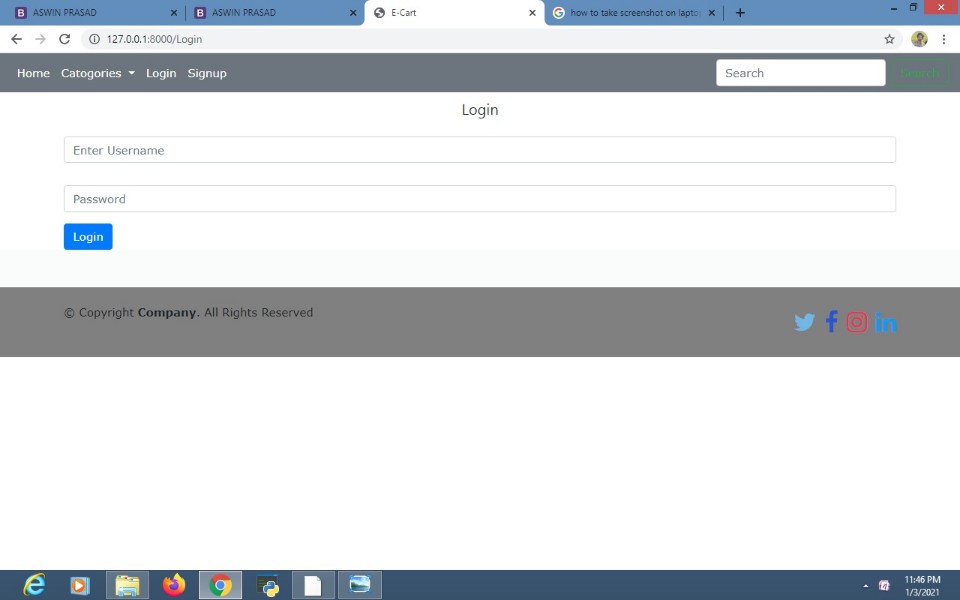 ASWIN PRASAD
ASWIN PRASAD
E-Cart
how to take screenshot on lapto
127.0.0.1:8000/Login
Home Catogories Login Signup
Search
Search
Login
Enter Username
Password
Login
© Copyright Company. All Rights Reserved
11:46 PM
1/3/2021